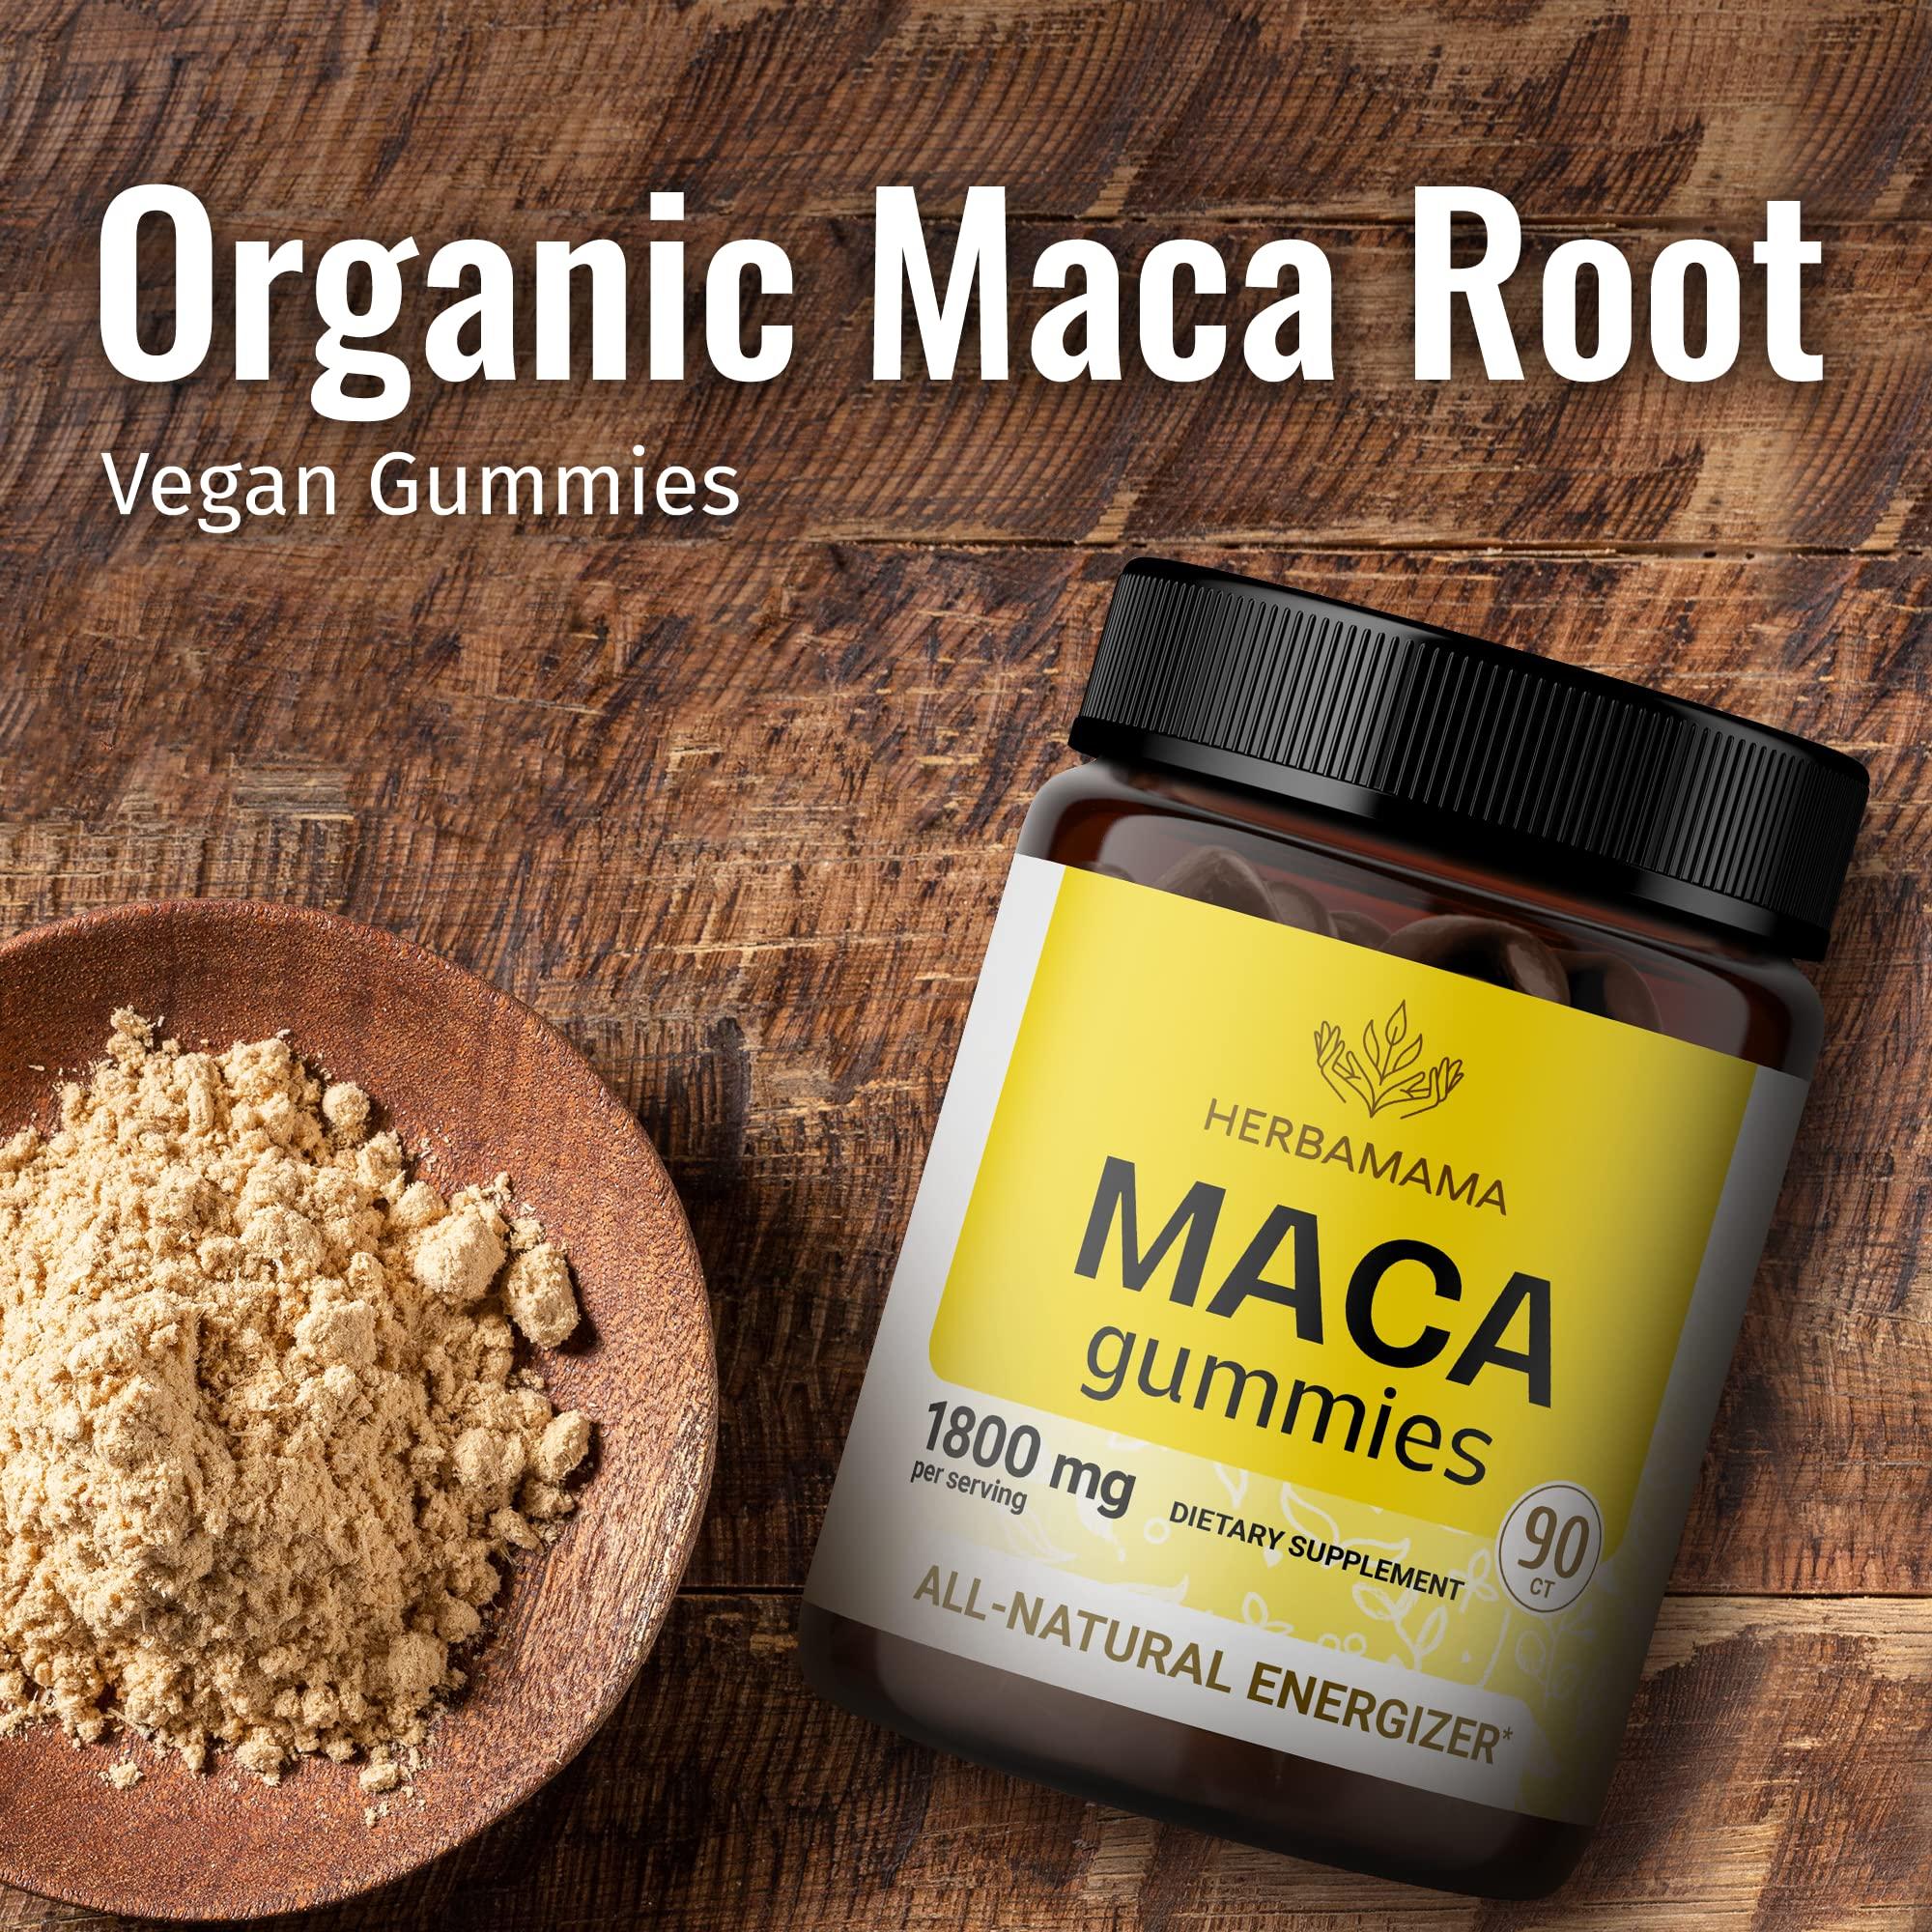 Organic Maca Root
Vegan Gummies
HERBAMAMA
MACA
gummies
1800 mg
per serving
DIETARY SUPPLEMENT
90
CT
ALL-NATURAL ENERGIZER*